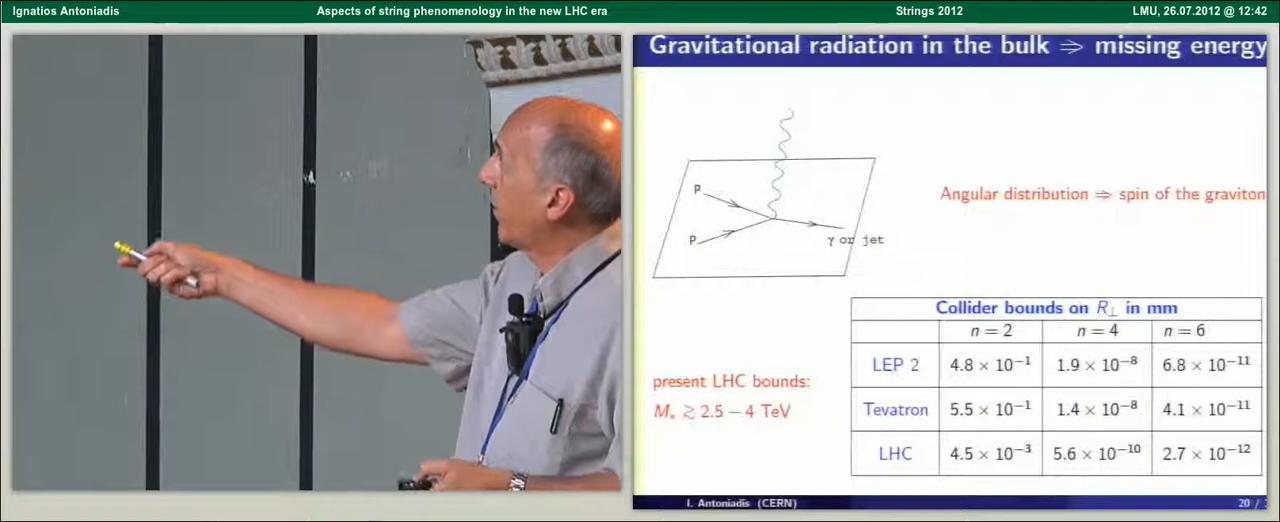 Ignatios Antoniadis Aspects of string phenomenology in the new LHC era Strings 2012 LMU, 26.07.2012 @ 12:42
Gravitational radiation in the bulk ⇒ missing energy
p
p
γ or jet
Angular distribution ⇒ spin of the graviton
present LHC bounds:
M* ≳ 2.5 − 4 TeV
Collider bounds on R⊥ in mm
n = 2 n = 4 n = 6
LEP 2 4.8 × 10⁻¹ 1.9 × 10⁻⁸ 6.8 × 10⁻¹¹
Tevatron 5.5 × 10⁻¹ 1.4 × 10⁻⁸ 4.1 × 10⁻¹¹
LHC 4.5 × 10⁻³ 5.6 × 10⁻¹⁰ 2.7 × 10⁻¹²
I. Antoniadis (CERN) 20 /